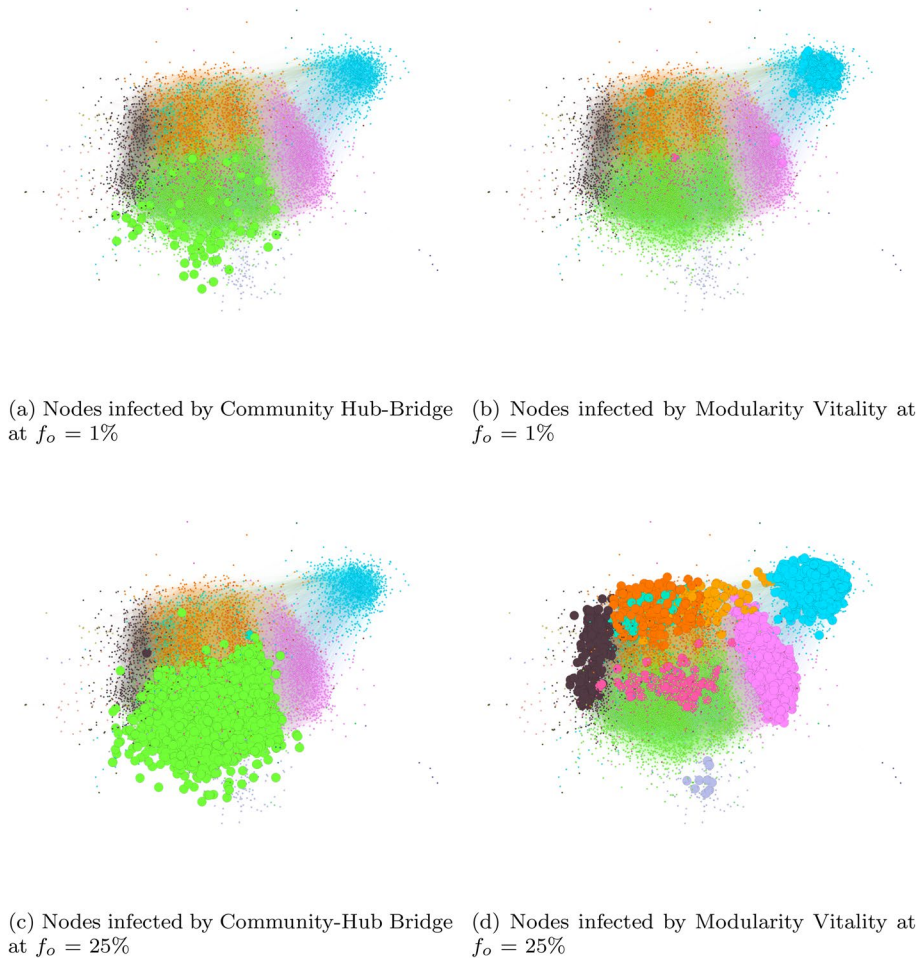 (a) Nodes infected by Community Hub-Bridge
at f_o = 1%
(b) Nodes infected by Modularity Vitality at
f_o = 1%
(c) Nodes infected by Community-Hub Bridge
at f_o = 25%
(d) Nodes infected by Modularity Vitality at
f_o = 25%